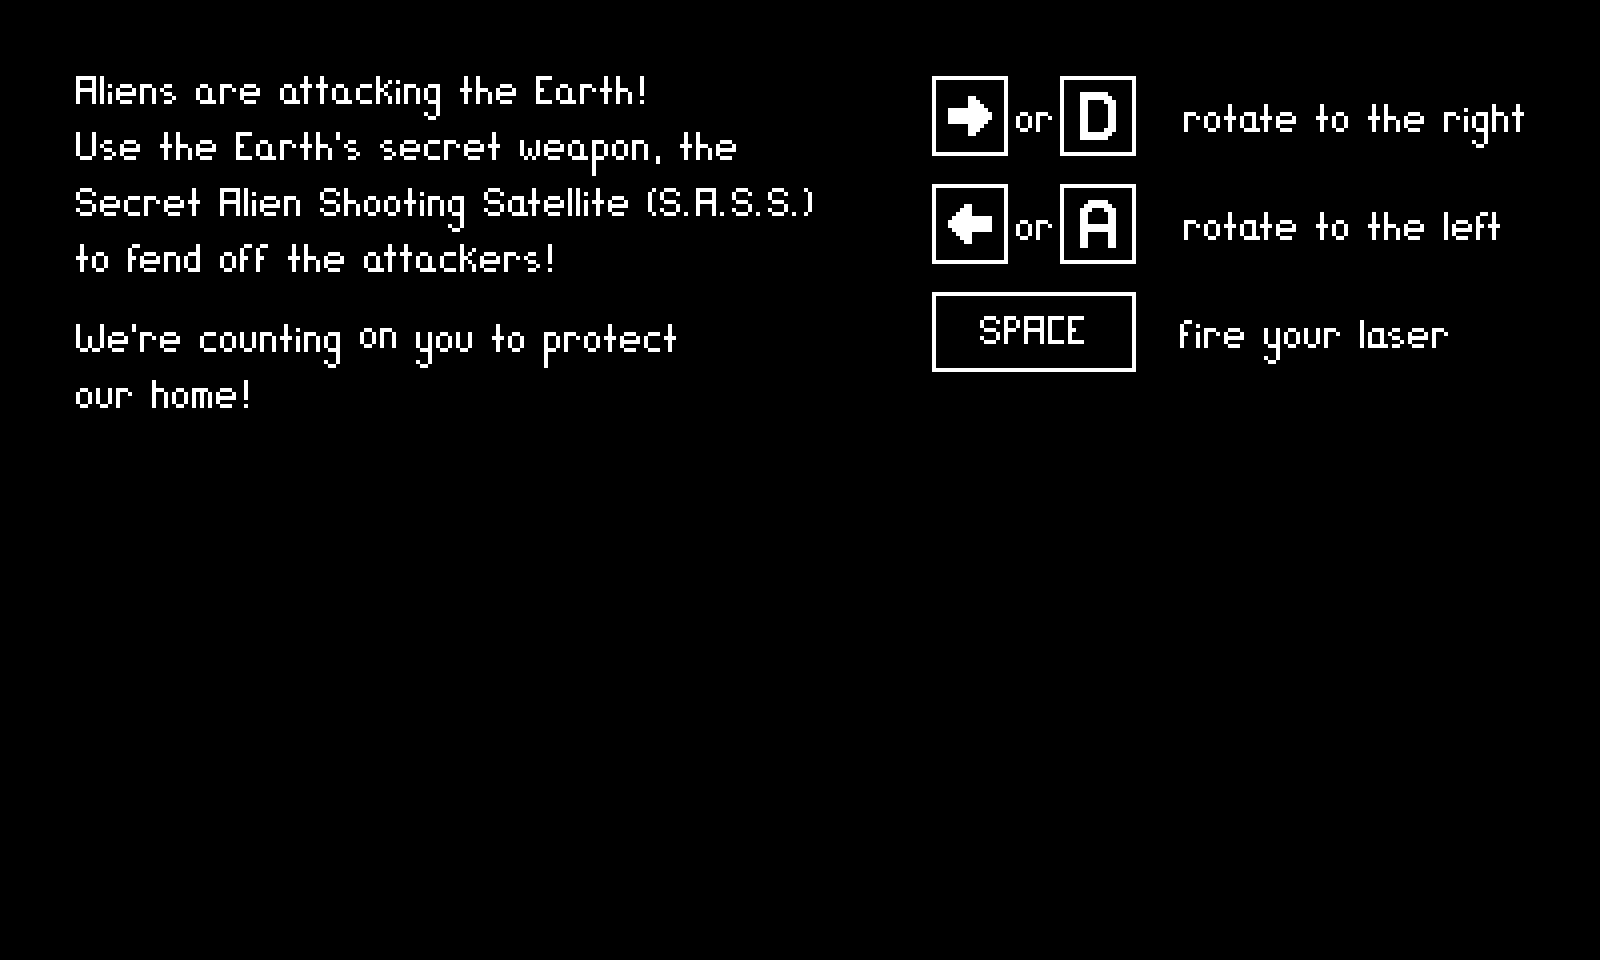 Aliens are attacking the Earth!
Use the Earth's secret weapon, the
Secret Alien Shooting Satellite (S.A.S.S.)
to fend off the attackers!
We're counting on you to protect
our home!
or D rotate to the right
or A rotate to the left
SPACE fire your laser